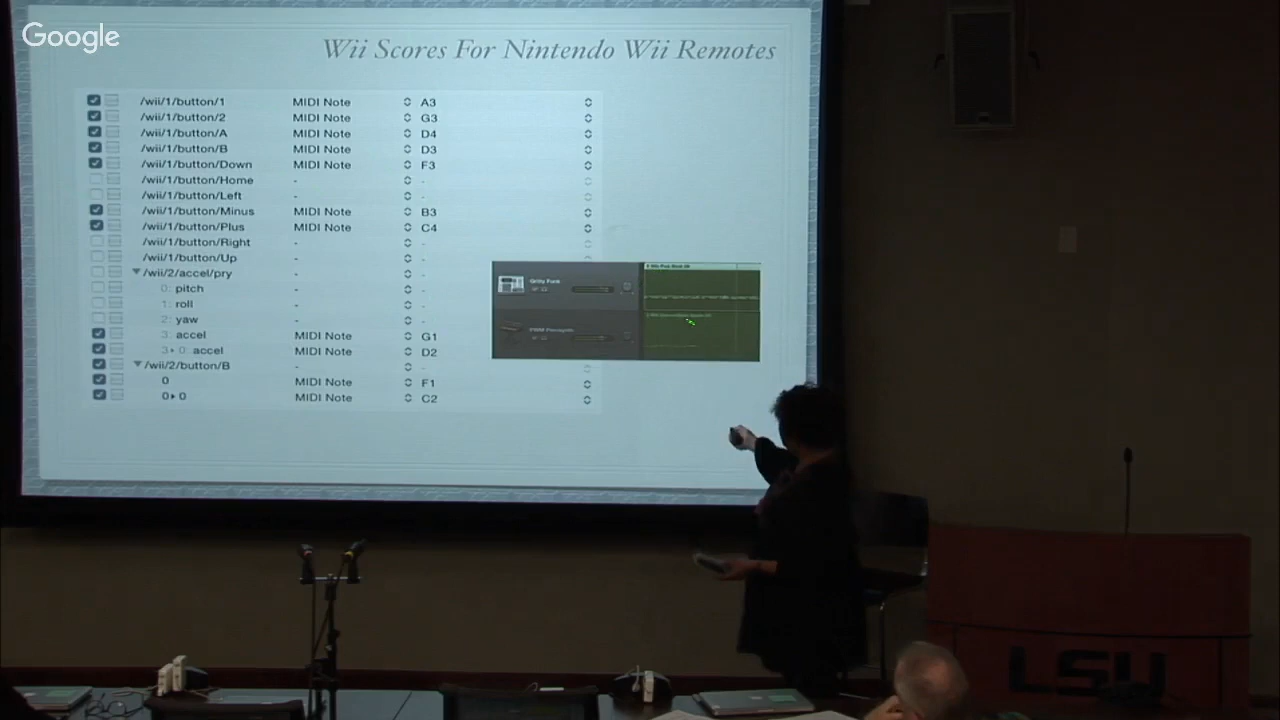 Google
Wii Scores For Nintendo Wii Remotes
/wii/1/button/1 MIDI Note A3
/wii/1/button/2 MIDI Note G3
/wii/1/button/A MIDI Note D4
/wii/1/button/B MIDI Note D3
/wii/1/button/Down MIDI Note F3
/wii/1/button/Home - -
/wii/1/button/Left - -
/wii/1/button/Minus MIDI Note B3
/wii/1/button/Plus MIDI Note C4
/wii/1/button/Right - -
/wii/1/button/Up - -
/wii/2/accel/pry - -
0: pitch - -
1: roll - -
2: yaw - -
3: accel MIDI Note G1
3▸ 0: accel MIDI Note D2
/wii/2/button/B - -
0 MIDI Note F1
0▸ 0 MIDI Note C2
Gritty Funk
LSU